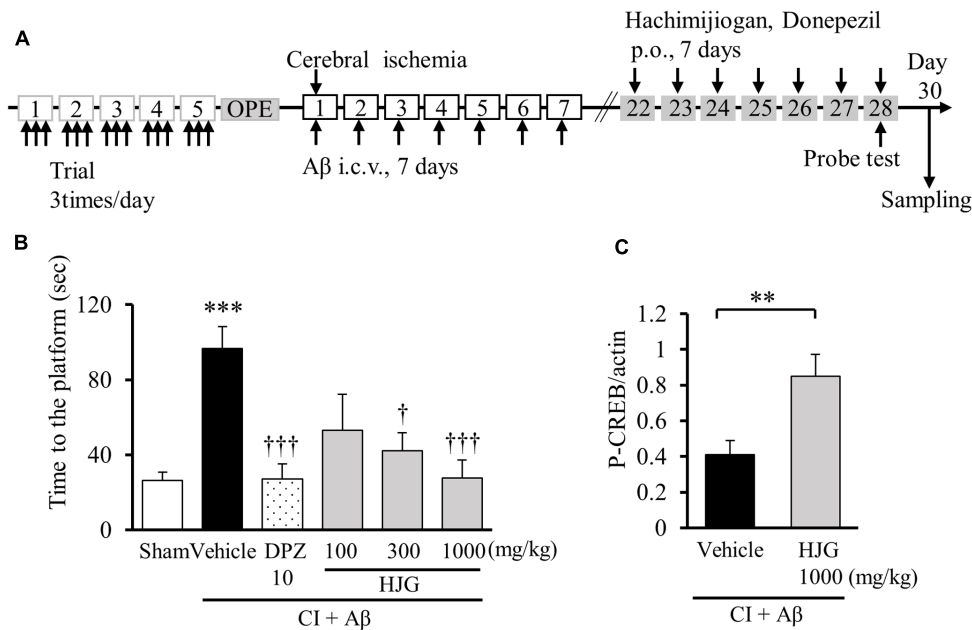 A
Hachimijiogan, Donepezil
p.o., 7 days
Cerebral ischemia
Day
30
1 2 3 4 5 OPE 1 2 3 4 5 6 7 22 23 24 25 26 27 28
Trial
3times/day
Aβ i.c.v., 7 days
Probe test
Sampling
B
Time to the platform (sec)
120
80
40
0
***
†††
†
†††
Sham Vehicle DPZ 100 300 1000 (mg/kg)
10 HJG
CI + Aβ
C
P-CREB/actin
1.2
1
0.8
0.6
0.4
0.2
0
**
Vehicle HJG
1000 (mg/kg)
CI + Aβ